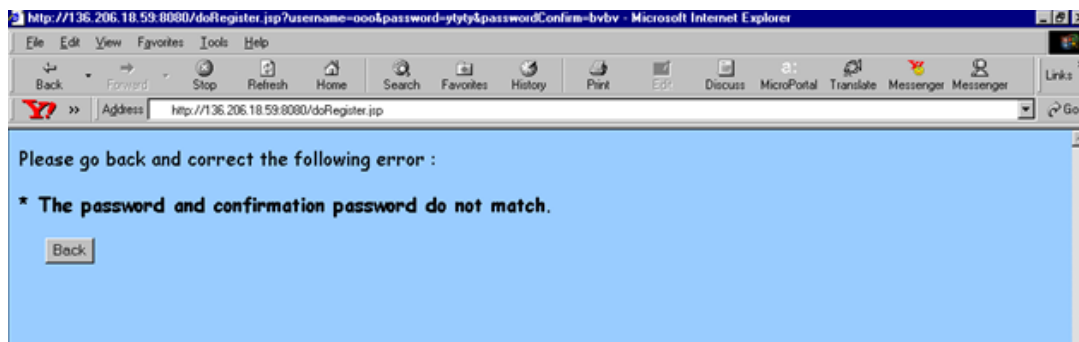 http://136.206.18.59:8080/doRegister.jsp?username=ooo&password=ytyty&passwordConfirm=bvbv - Microsoft Internet Explorer
File Edit View Favorites Tools Help
Back Forward Stop Refresh Home Search Favorites History Print Edit Discuss MicroPortal Translate Messenger Messenger Links
Y! » Address http://136.206.18.59:8080/doRegister.jsp Go
Please go back and correct the following error :
* The password and confirmation password do not match.
Back